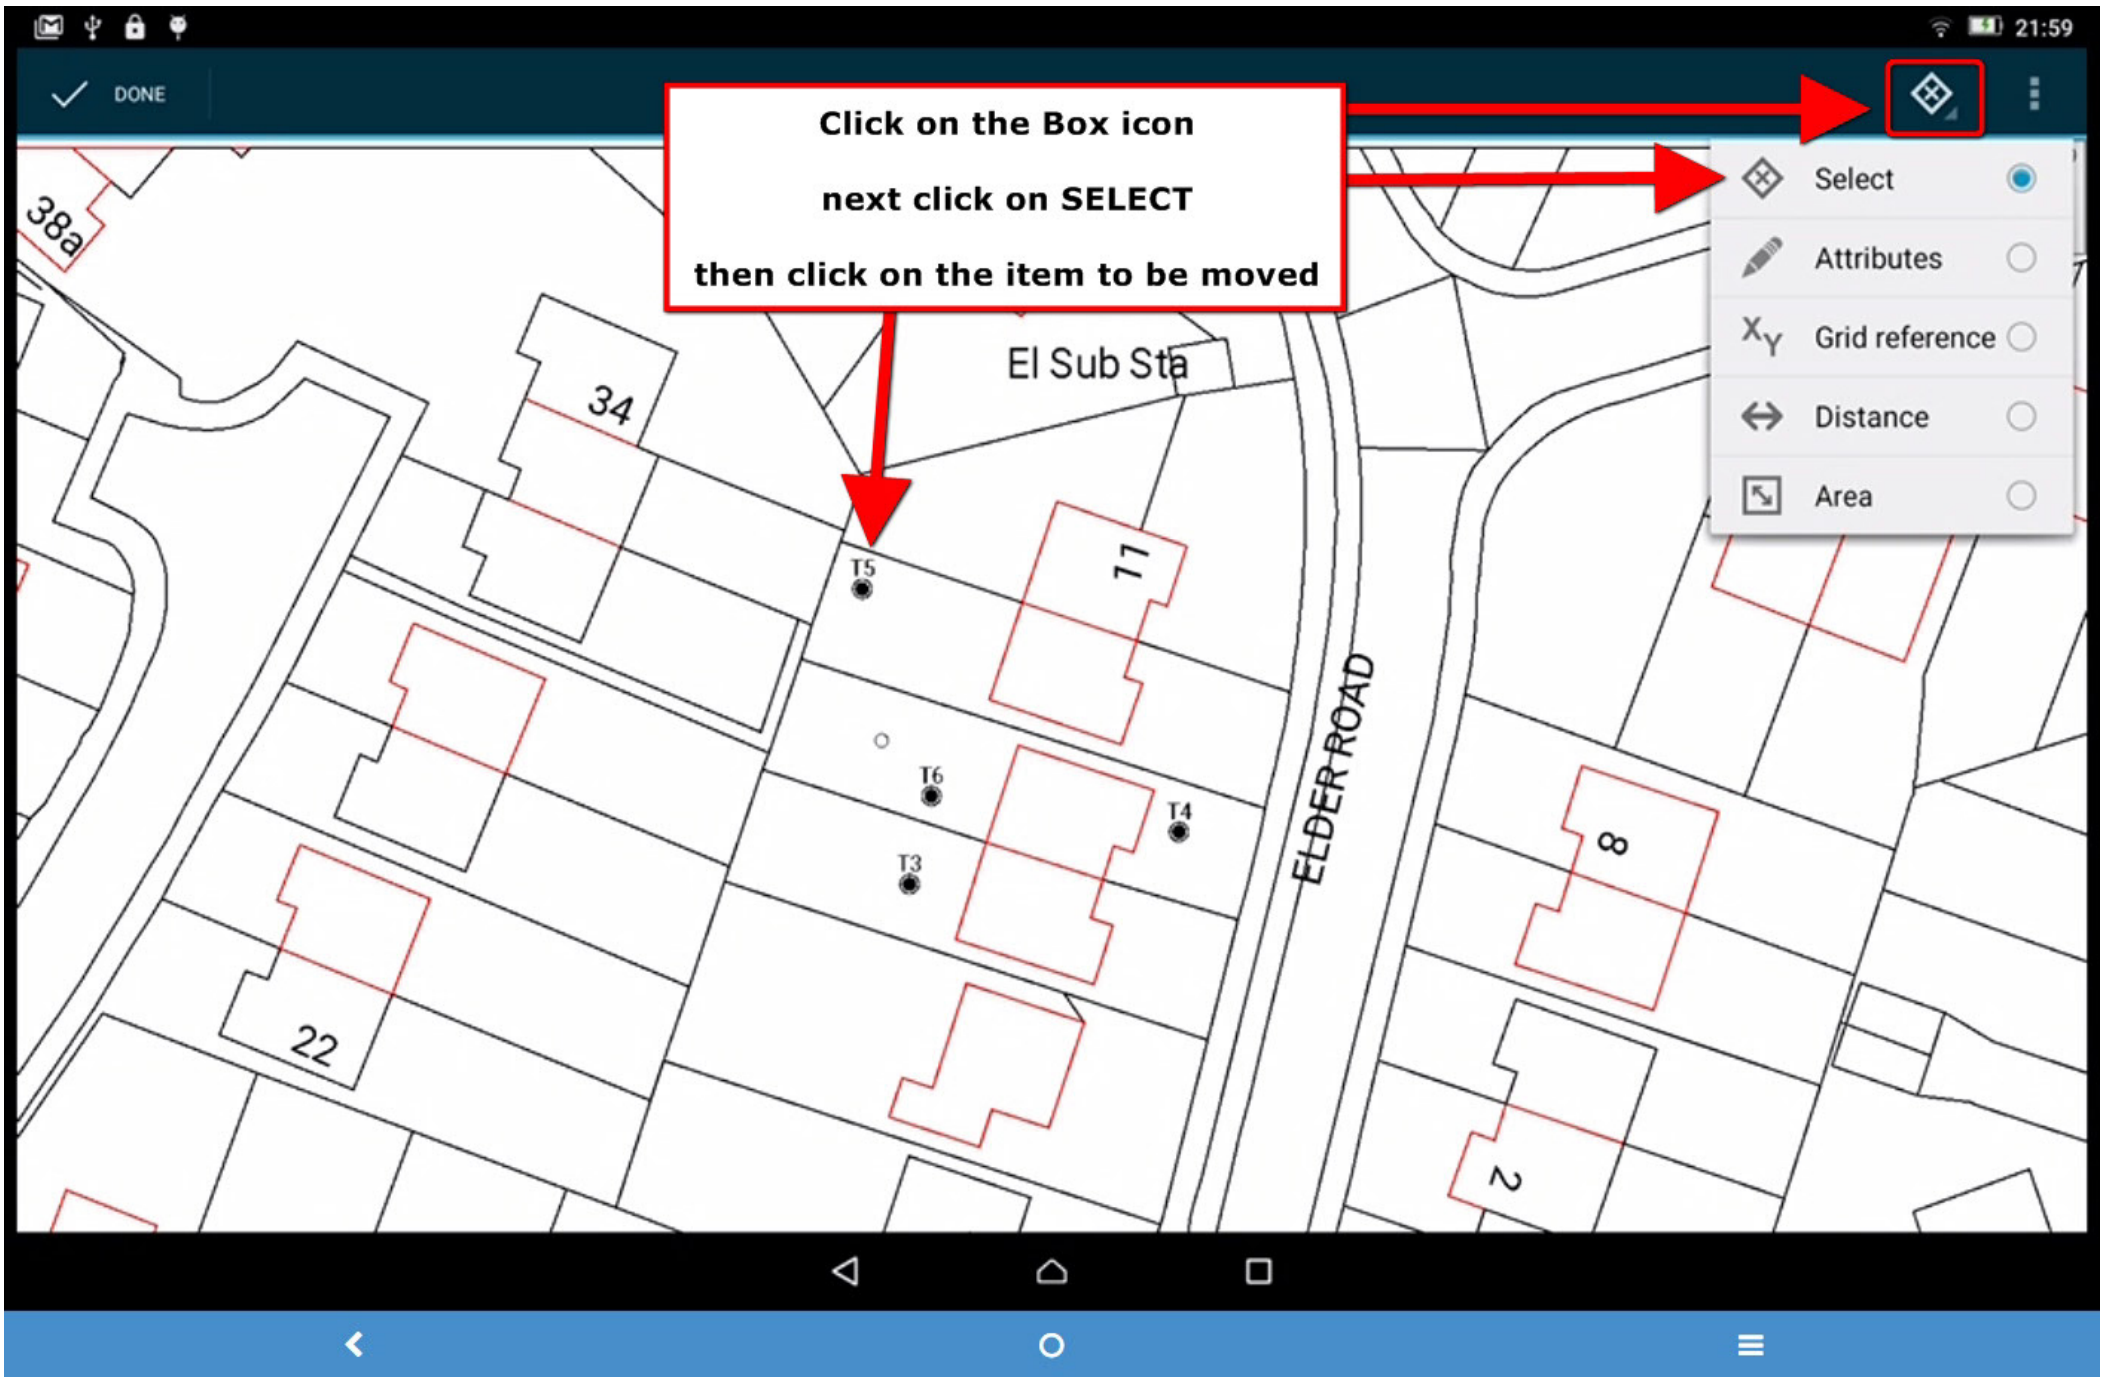 21:59
DONE
Click on the Box icon
next click on SELECT
then click on the item to be moved
Select
Attributes
Grid reference
Distance
Area
38a
34
El Sub Sta
11
T5
T6
T4
T3
ELDER ROAD
8
22
2